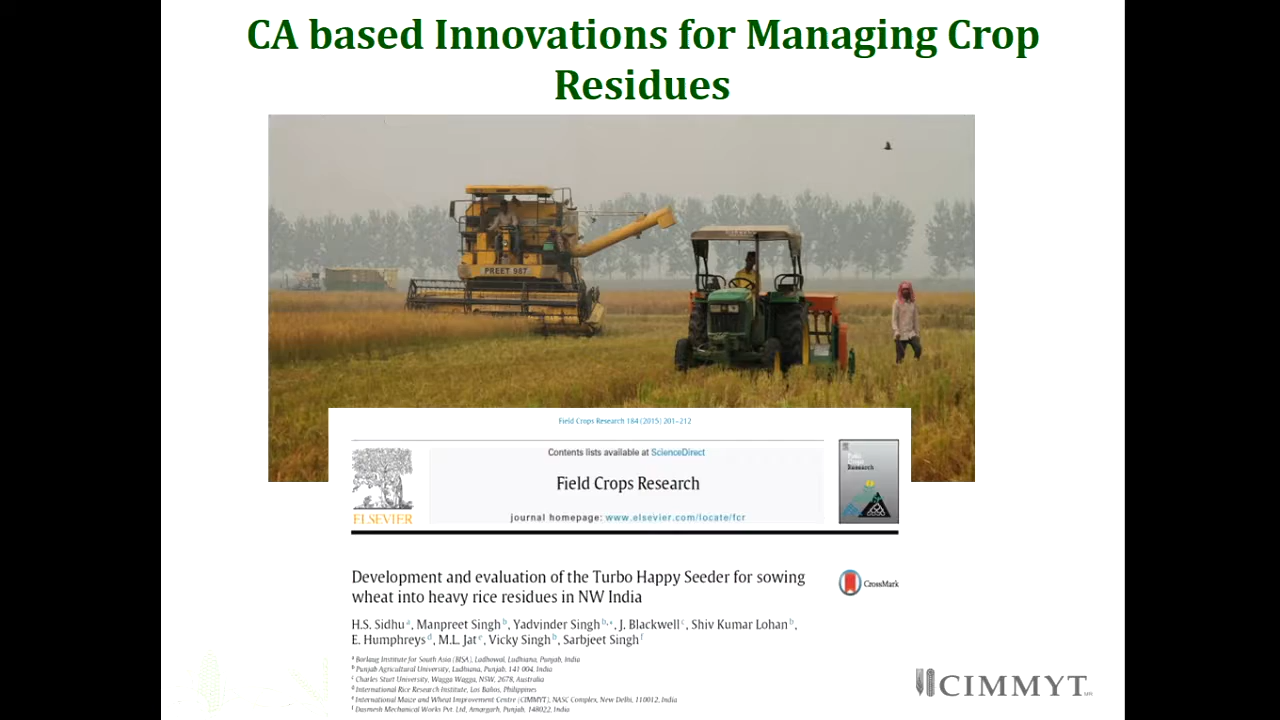 CA based Innovations for Managing Crop
Residues
PREET 987
Field Crops Research 184 (2015) 201–212
Contents lists available at ScienceDirect
Field Crops Research
journal homepage: www.elsevier.com/locate/fcr
ELSEVIER
Field
Crops
Research
Development and evaluation of the Turbo Happy Seeder for sowing
wheat into heavy rice residues in NW India
CrossMark
H.S. Sidhu a, Manpreet Singh b, Yadvinder Singh b,*, J. Blackwell c, Shiv Kumar Lohan b,
E. Humphreys d, M.L. Jat e, Vicky Singh b, Sarbjeet Singh f
a Borlaug Institute for South Asia (BISA), Ladhowal, Ludhiana, Punjab, India
b Punjab Agricultural University, Ludhiana, Punjab, 141 004, India
c Charles Sturt University, Wagga Wagga, NSW, 2678, Australia
d International Rice Research Institute, Los Baños, Philippines
e International Maize and Wheat Improvement Centre (CIMMYT), NASC Complex, New Delhi, 110012, India
f Dasmesh Mechanical Works Pvt. Ltd, Amargarh, Punjab, 148022, India
CIMMYT